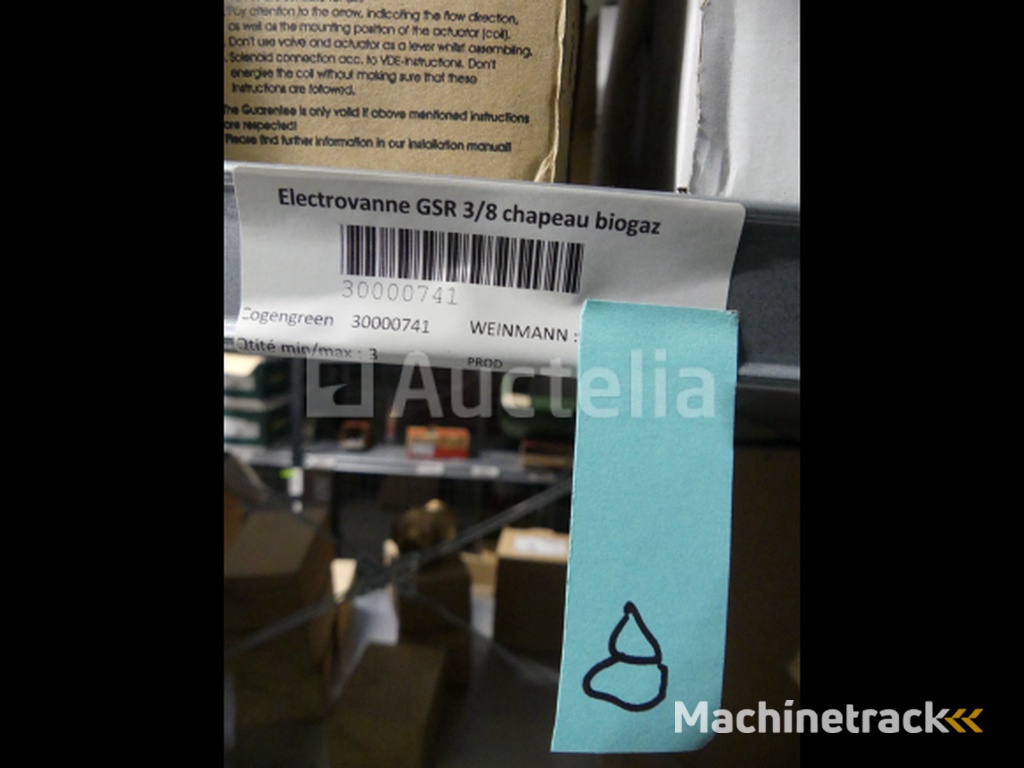 Pay attention to the arrow, indicating the flow direction,
as well as the mounting position of the actuator (coil).
Don't use valve and actuator as a lever whilst assembling.
Solenoid connection acc. to VDE-instructions. Don't
energise the coil without making sure that these
instructions are followed.
The Guarantee is only valid if above mentioned instructions
are respected!
Please find further information in our installation manual!
Electrovanne GSR 3/8 chapeau biogaz
30000741
Cogengreen 30000741 WEINMANN :
Qtité min/max : 3 PROD
Auctelia
8
Machinetrack